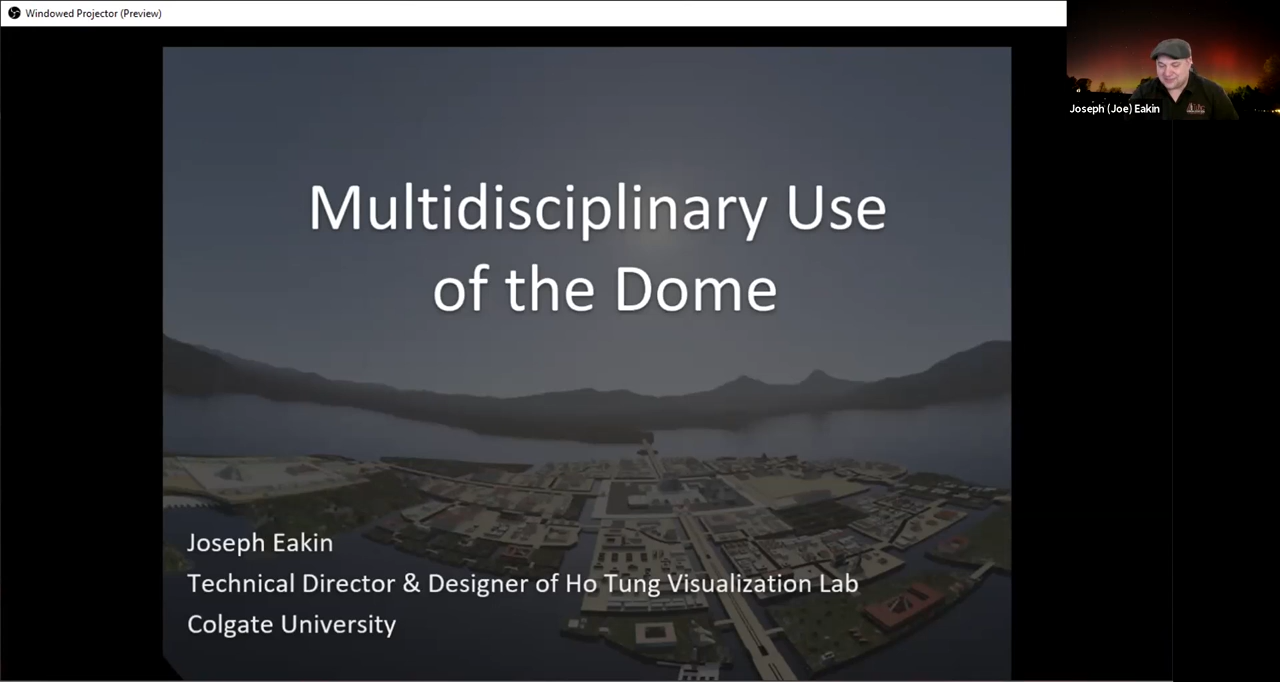 Windowed Projector (Preview)
Joseph (Joe) Eakin
Multidisciplinary Use
of the Dome
Joseph Eakin
Technical Director & Designer of Ho Tung Visualization Lab
Colgate University